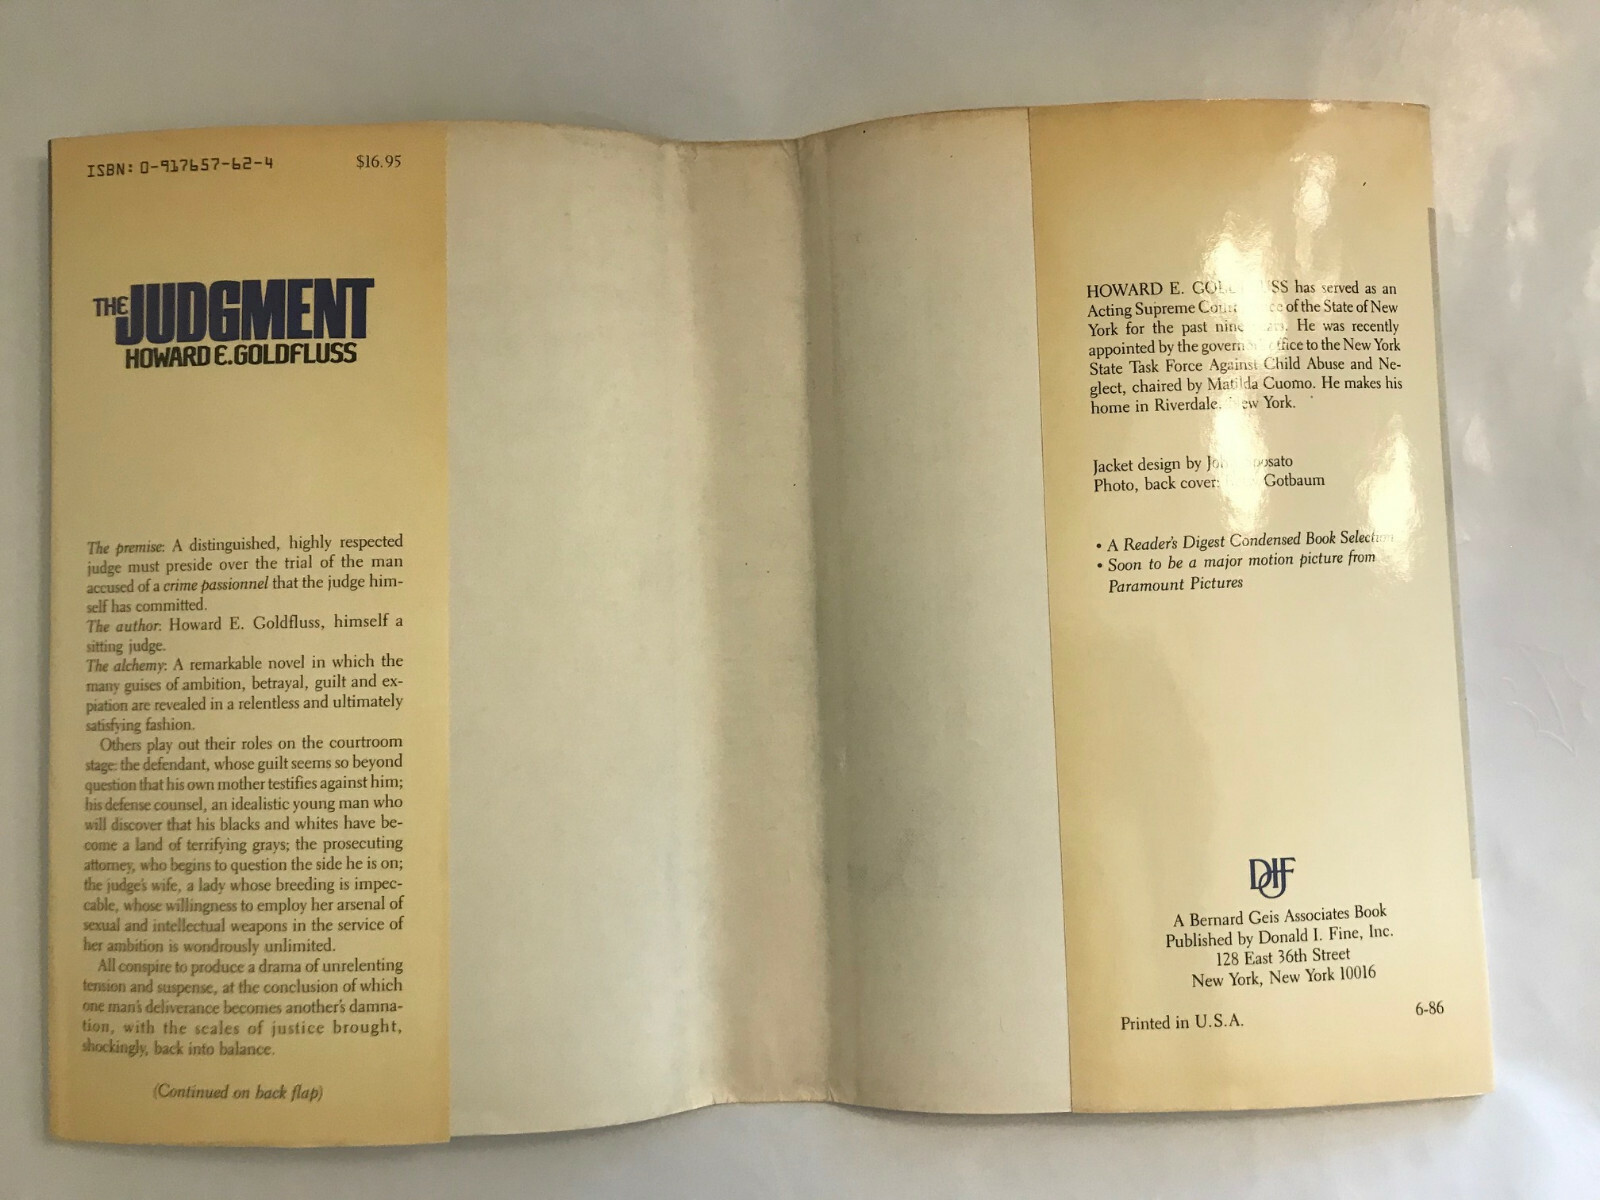 ISBN: 0-917657-62-4
$16.95
THE JUDGMENT
HOWARD E. GOLDFLUSS
The premise: A distinguished, highly respected
judge must preside over the trial of the man
accused of a crime passionnel that the judge him-
self has committed.
The author: Howard E. Goldfluss, himself a
sitting judge.
The alchemy: A remarkable novel in which the
many guises of ambition, betrayal, guilt and ex-
piation are revealed in a relentless and ultimately
satisfying fashion.
Others play out their roles on the courtroom
stage: the defendant, whose guilt seems so beyond
question that his own mother testifies against him;
his defense counsel, an idealistic young man who
will discover that his blacks and whites have be-
come a land of terrifying grays; the prosecuting
attorney, who begins to question the side he is on;
the judge's wife, a lady whose breeding is impec-
cable, whose willingness to employ her arsenal of
sexual and intellectual weapons in the service of
her ambition is wondrously unlimited.
All conspire to produce a drama of unrelenting
tension and suspense, at the conclusion of which
one man's deliverance becomes another's damna-
tion, with the scales of justice brought,
shockingly, back into balance.
(Continued on back flap)
HOWARD E. GOLDFLUSS has served as an
Acting Supreme Court of the State of New
York for the past nine years. He was recently
appointed by the governor's office to the New York
State Task Force Against Child Abuse and Ne-
glect, chaired by Matilda Cuomo. He makes his
home in Riverdale, New York.
Jacket design by
Photo, back cover: Gotbaum
• A Reader's Digest Condensed Book Selection
• Soon to be a major motion picture from
Paramount Pictures
DIF
A Bernard Geis Associates Book
Published by Donald I. Fine, Inc.
128 East 36th Street
New York, New York 10016
Printed in U.S.A.
6-86